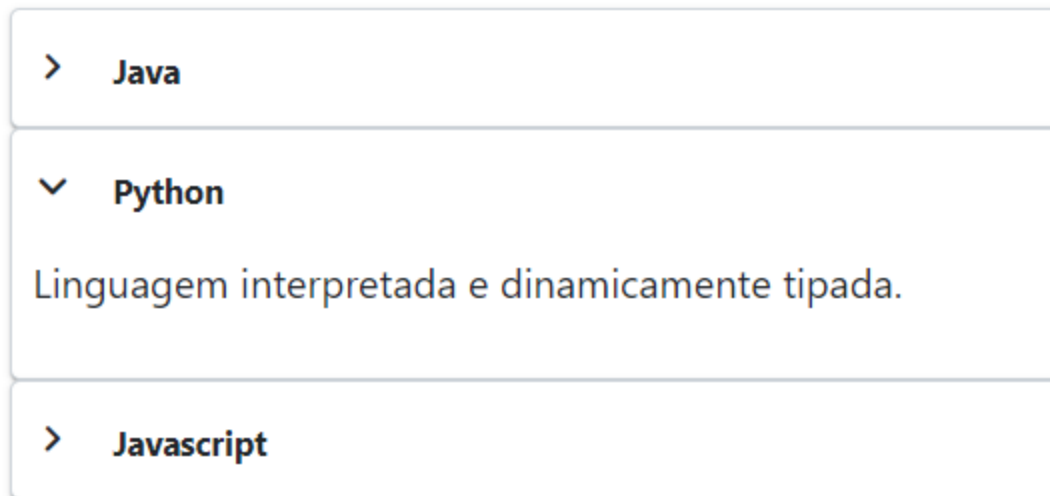 Java
Python
Linguagem interpretada e dinamicamente tipada.
Javascript